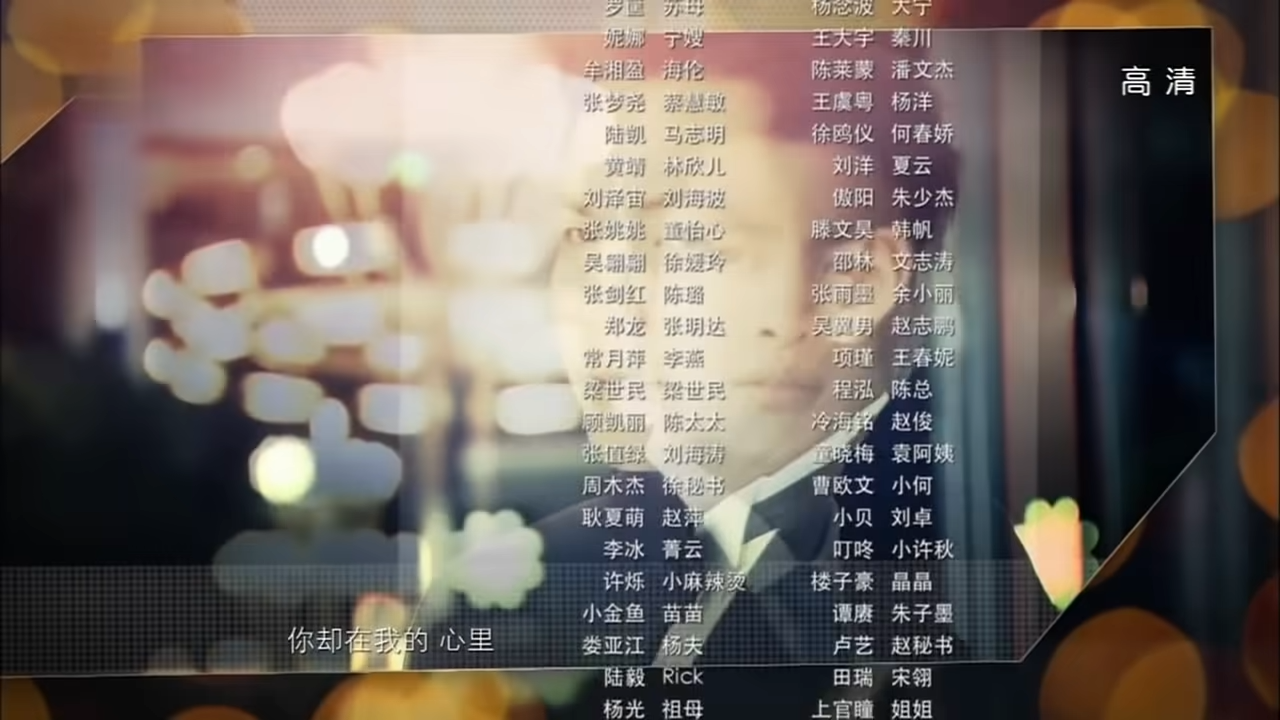 杨念波 大宁
妮娜 宁嫂
王大宇 秦川
高清
牟湘盈 海伦
陈莱蒙 潘文杰
张梦尧 蔡慧敏
王虞粤 杨洋
陆凯 马志明
徐鸥仪 何春娇
黄靖 林欣儿
刘洋 夏云
刘泽宙 刘海波
傲阳 朱少杰
张姚姚 董怡心
滕文昊 韩帆
吴翩翩 徐媛玲
邵林 文志涛
张剑红 陈璐
张雨墨 余小丽
郑龙 张明达
吴翼男 赵志鹏
常月萍 李燕
项瑾 王春妮
梁世民 梁世民
程泓 陈总
顾凯丽 陈太太
冷海铭 赵俊
张值绿 刘海涛
童晓梅 袁阿姨
周木杰 徐秘书
曹欧文 小何
耿夏萌 赵萍
小贝 刘卓
李冰 菁云
叮咚 小许秋
许烁 小麻辣烫
楼子豪 晶晶
小金鱼 苗苗
谭赓 朱子墨
你却在我的 心里
娄亚江 杨夫
卢艺 赵秘书
陆毅 Rick
田瑞 宋翎
杨光 祖母
上官瞳 姐姐